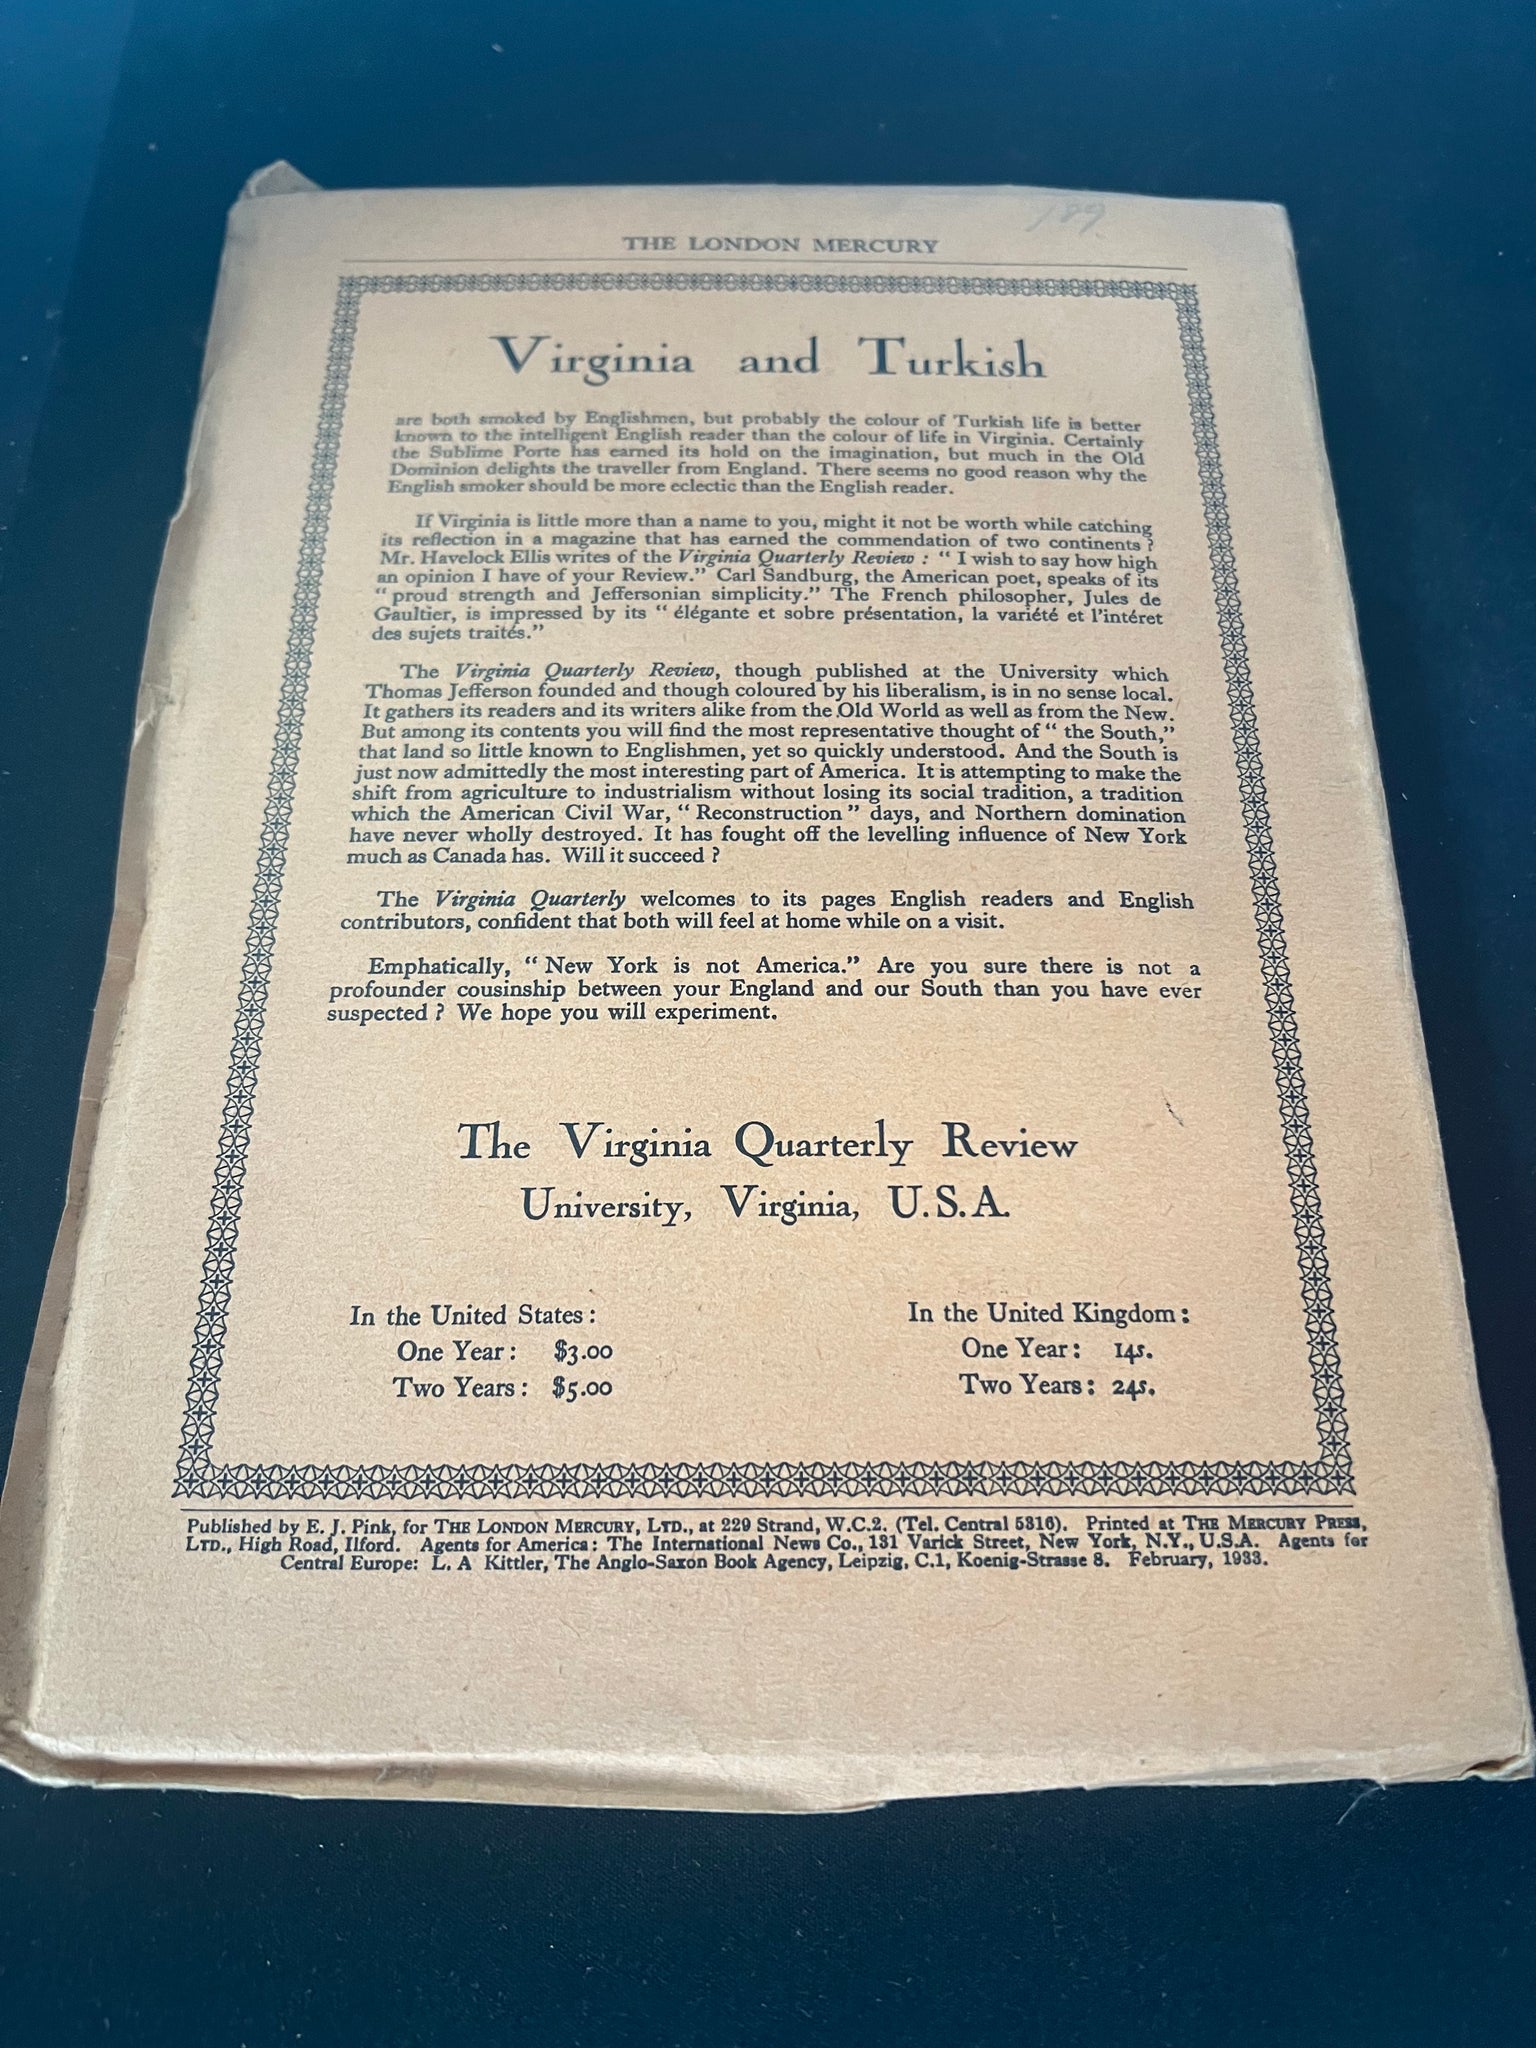 189
THE LONDON MERCURY
Virginia and Turkish
are both smoked by Englishmen, but probably the colour of Turkish life is better
known to the intelligent English reader than the colour of life in Virginia. Certainly
the Sublime Porte has earned its hold on the imagination, but much in the Old
Dominion delights the traveller from England. There seems no good reason why the
English smoker should be more eclectic than the English reader.
If Virginia is little more than a name to you, might it not be worth while catching
its reflection in a magazine that has earned the commendation of two continents ?
Mr. Havelock Ellis writes of the Virginia Quarterly Review : “ I wish to say how high
an opinion I have of your Review.” Carl Sandburg, the American poet, speaks of its
“ proud strength and Jeffersonian simplicity.” The French philosopher, Jules de
Gaultier, is impressed by its “ élégante et sobre présentation, la variété et l’intéret
des sujets traités.”
The Virginia Quarterly Review, though published at the University which
Thomas Jefferson founded and though coloured by his liberalism, is in no sense local.
It gathers its readers and its writers alike from the Old World as well as from the New.
But among its contents you will find the most representative thought of “ the South,”
that land so little known to Englishmen, yet so quickly understood. And the South is
just now admittedly the most interesting part of America. It is attempting to make the
shift from agriculture to industrialism without losing its social tradition, a tradition
which the American Civil War, “ Reconstruction ” days, and Northern domination
have never wholly destroyed. It has fought off the levelling influence of New York
much as Canada has. Will it succeed ?
The Virginia Quarterly welcomes to its pages English readers and English
contributors, confident that both will feel at home while on a visit.
Emphatically, “ New York is not America.” Are you sure there is not a
profounder cousinship between your England and our South than you have ever
suspected ? We hope you will experiment.
The Virginia Quarterly Review
University, Virginia, U.S.A.
In the United States :
One Year : $3.00
Two Years : $5.00
In the United Kingdom :
One Year : 14s.
Two Years : 24s.
Published by E. J. Pink, for THE LONDON MERCURY, LTD., at 229 Strand, W.C.2. (Tel. Central 5316). Printed at THE MERCURY PRESS,
LTD., High Road, Ilford. Agents for America: The International News Co., 131 Varick Street, New York, N.Y., U.S.A. Agents for
Central Europe: L. A Kittler, The Anglo-Saxon Book Agency, Leipzig, C.1, Koenig-Strasse 8. February, 1933.